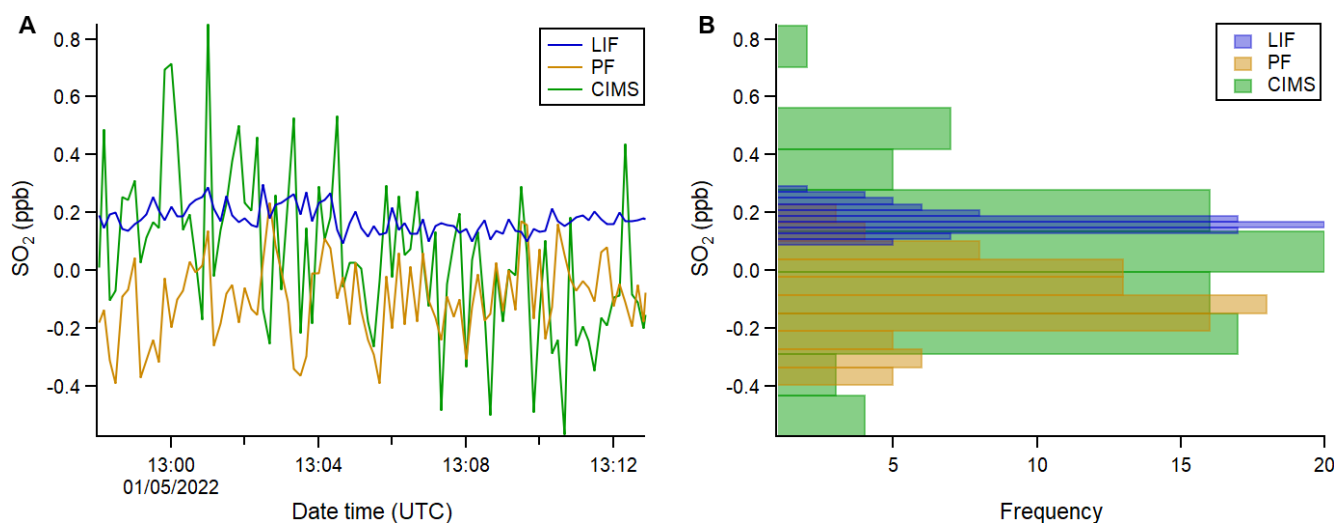 A
0.8
0.6
0.4
0.2
0.0
-0.2
-0.4
SO2 (ppb)
LIF
PF
CIMS
13:00
13:04
13:08
13:12
01/05/2022
Date time (UTC)
B
0.8
0.6
0.4
0.2
0.0
-0.2
-0.4
SO2 (ppb)
LIF
PF
CIMS
5
10
15
20
Frequency